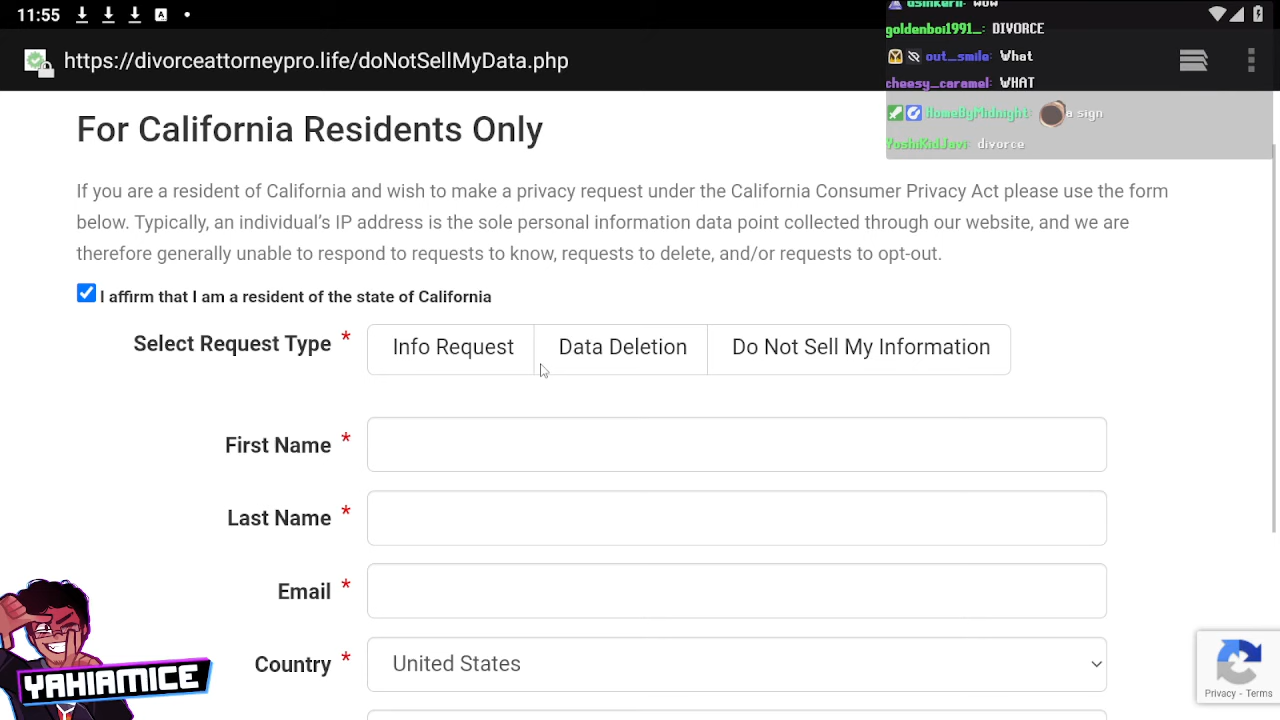 11:55
A
https://divorceattorneypro.life/doNotSellMyData.php
asinkerii: wow
goldenboi1991_: DIVORCE
out_smile: What
cheesy_caramel: WHAT
HomeByMidnight: a sign
YoshiKidJavi: divorce
For California Residents Only
If you are a resident of California and wish to make a privacy request under the California Consumer Privacy Act please use the form
below. Typically, an individual’s IP address is the sole personal information data point collected through our website, and we are
therefore generally unable to respond to requests to know, requests to delete, and/or requests to opt-out.
I affirm that I am a resident of the state of California
Select Request Type *
Info Request
Data Deletion
Do Not Sell My Information
First Name *
Last Name *
Email *
Country *
United States
YAHIAMICE
Privacy - Terms